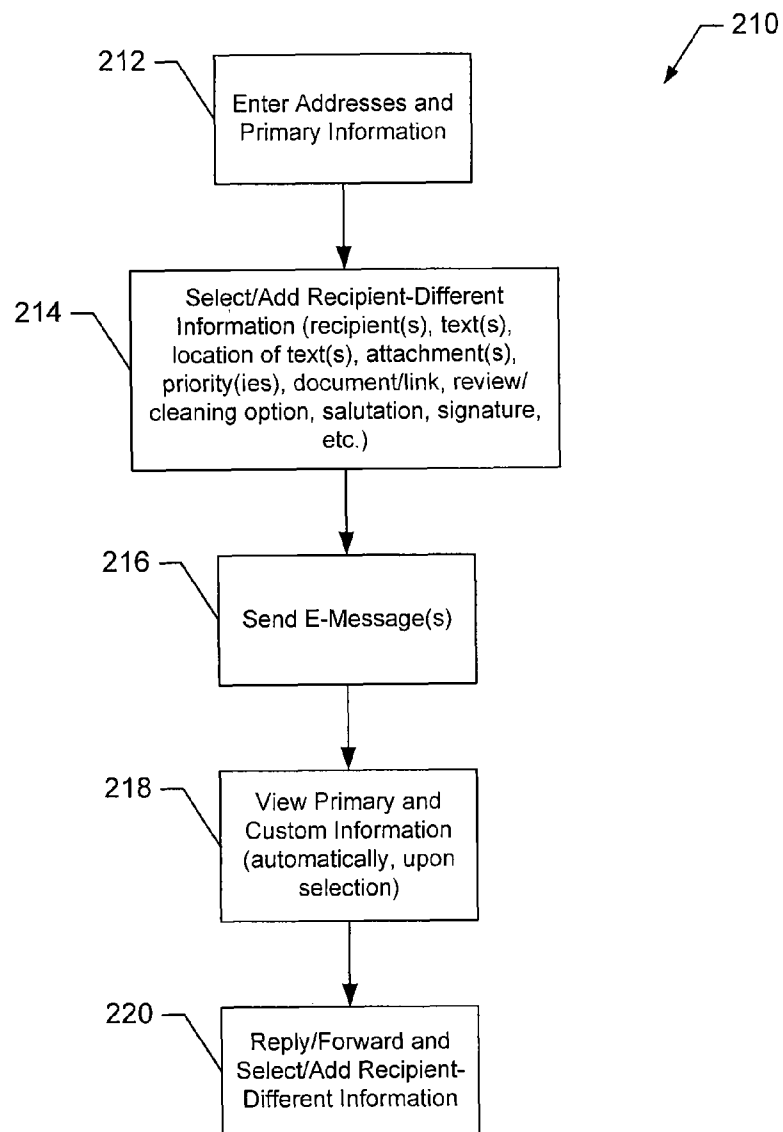 210
212
Enter Addresses and
Primary Information
214
Select/Add Recipient-Different
Information (recipient(s), text(s),
location of text(s), attachment(s),
priority(ies), document/link, review/
cleaning option, salutation, signature,
etc.)
216
Send E-Message(s)
218
View Primary and
Custom Information
(automatically, upon
selection)
220
Reply/Forward and
Select/Add Recipient-
Different Information